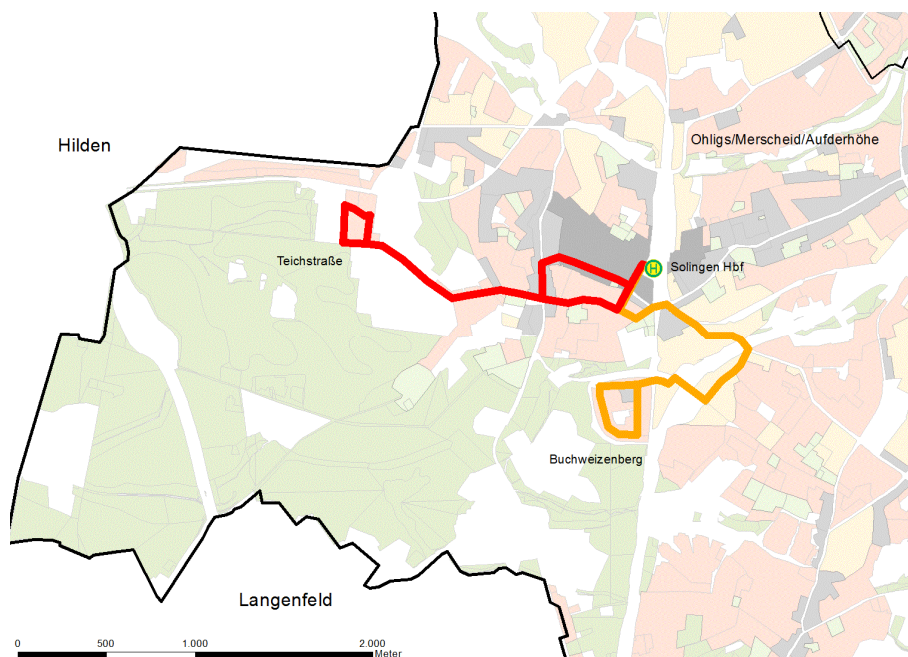 Hilden
Ohligs/Merscheid/Aufderhöhe
Teichstraße
H
Solingen Hbf
Buchweizenberg
Langenfeld
0 500 1.000 2.000
Meter